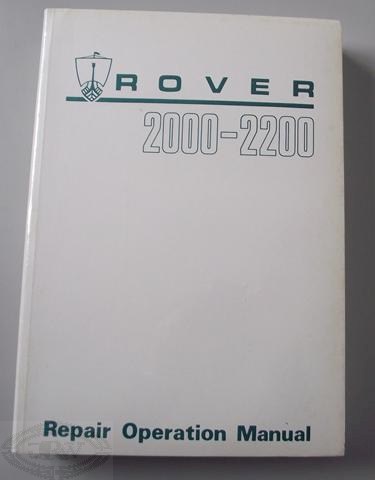 ROVER
2000-2200
Repair Operation Manual